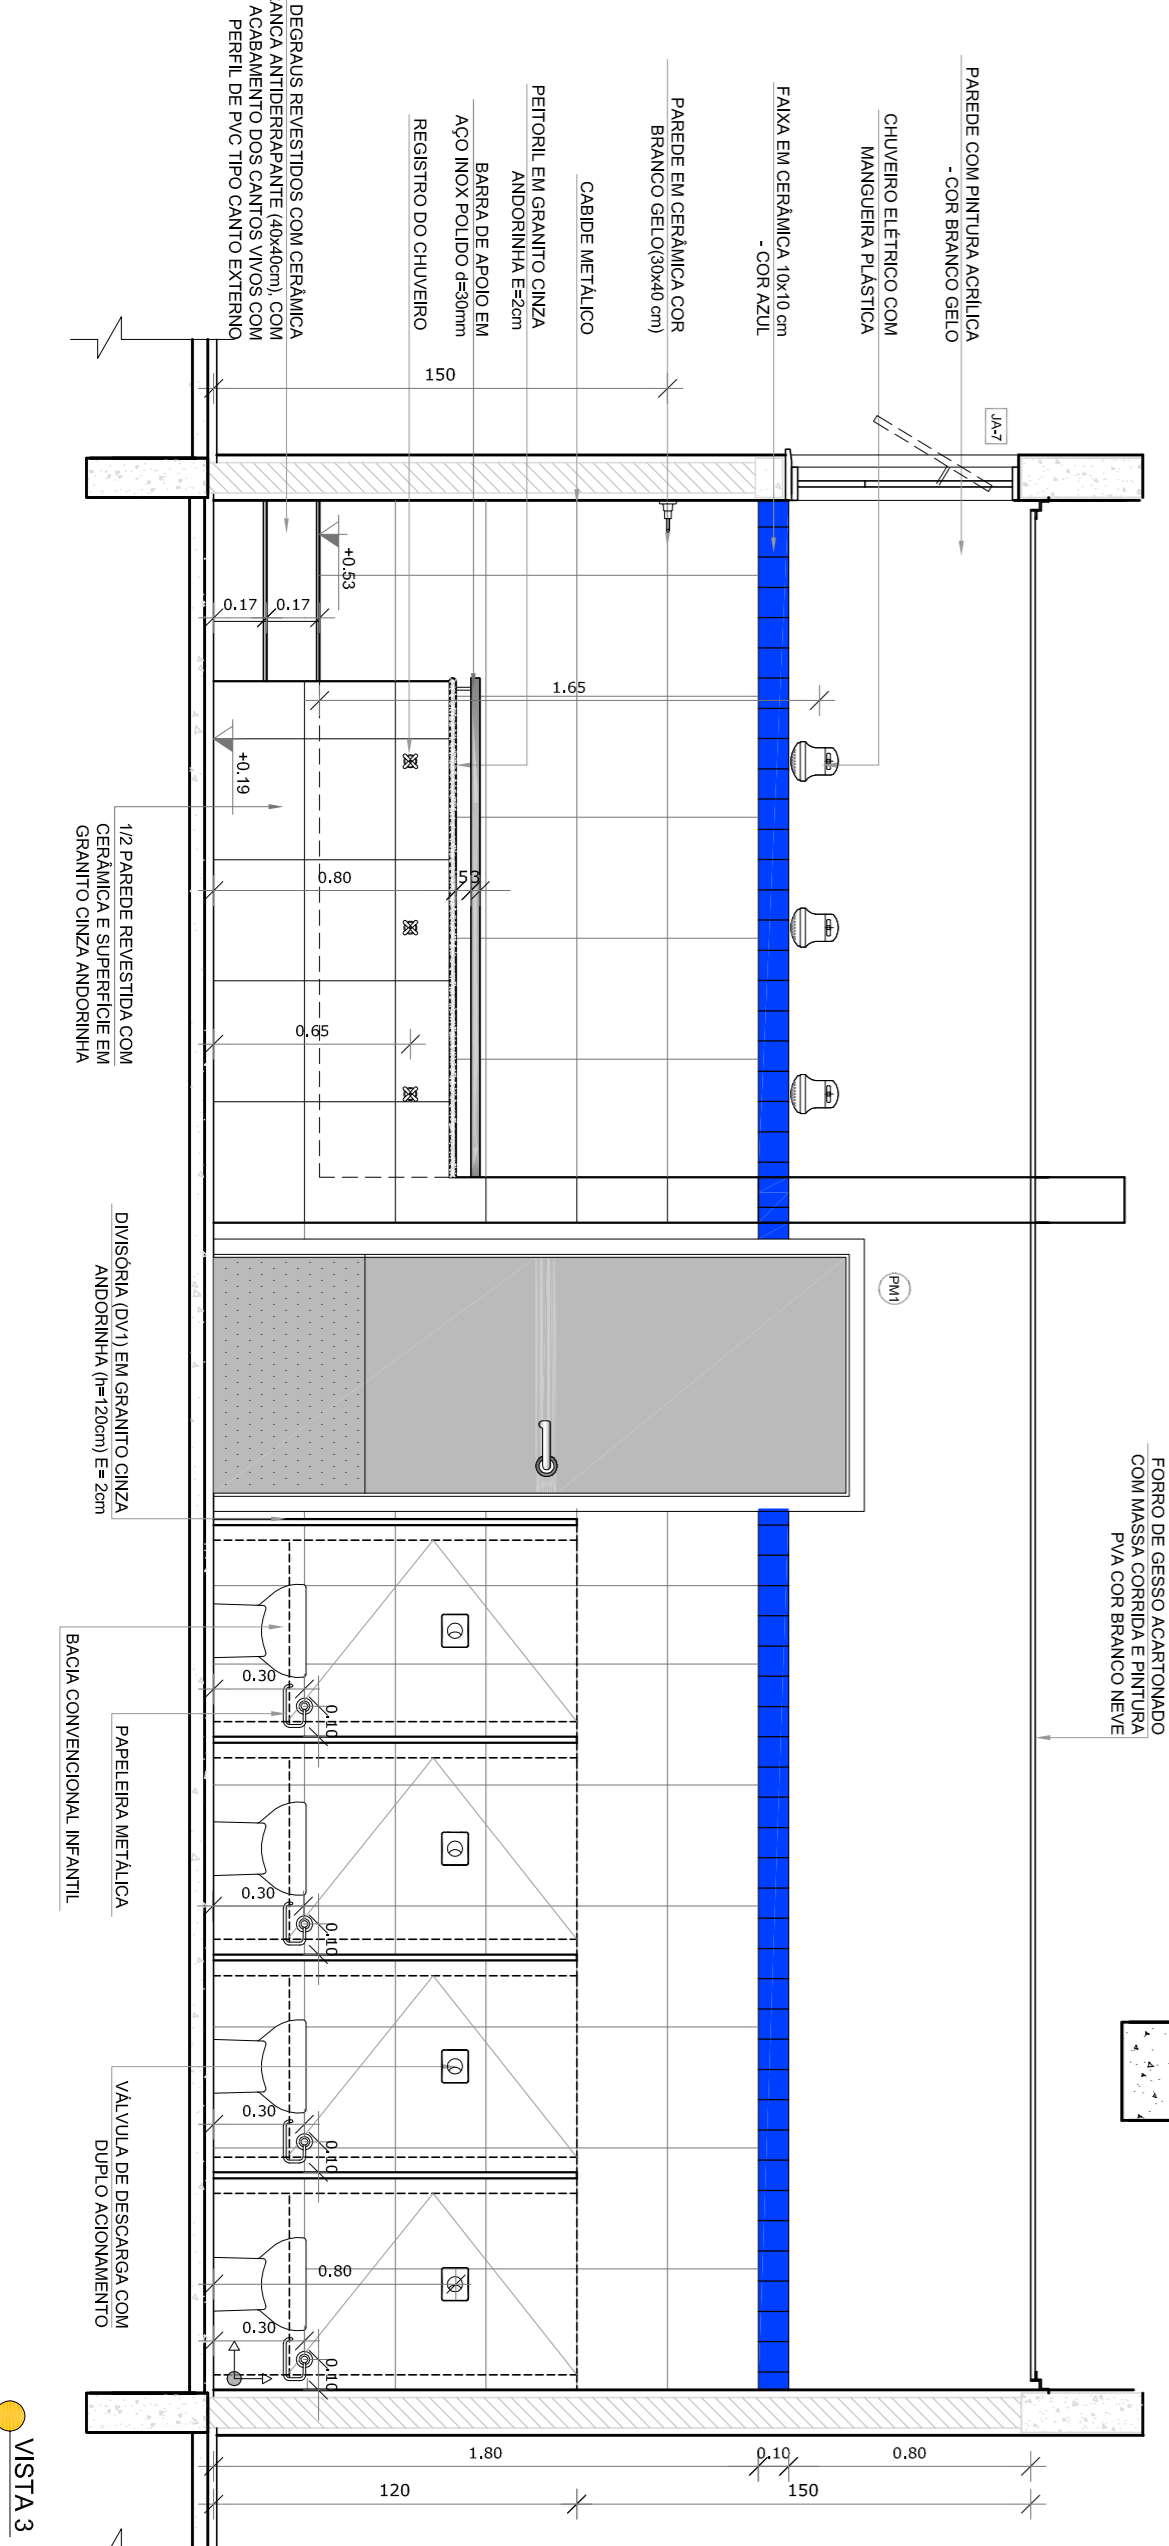 PAREDE COM PINTURA ACRÍLICA
- COR BRANCO GELO
CHUVEIRO ELÉTRICO COM
MANGUEIRA PLÁSTICA
FAIXA EM CERÂMICA 10x10 cm
- COR AZUL
PAREDE EM CERÂMICA COR
BRANCO GELO(30x40 cm)
CABIDE METÁLICO
PEITORIL EM GRANITO CINZA
ANDORINHA E=2cm
BARRA DE APOIO EM
AÇO INOX POLIDO d=30mm
REGISTRO DO CHUVEIRO
DEGRAUS REVESTIDOS COM CERÂMICA
ANCA ANTIDERRAPANTE (40x40cm), COM
ACABAMENTO DOS CANTOS VIVOS COM
PERFIL DE PVC TIPO CANTO EXTERNO
FORRO DE GESSO ACARTONADO
COM MASSA CORRIDA E PINTURA
PVA COR BRANCO NEVE
JA-7
PM1
150
+0.53
0.17
0.17
1.65
+0.19
0.80
5
3
0.65
0.30
0.10
0.30
0.10
0.30
0.10
0.80
0.30
0.10
1.80
0.10
0.80
120
150
1/2 PAREDE REVESTIDA COM
CERÂMICA E SUPERFÍCIE EM
GRANITO CINZA ANDORINHA
DIVISÓRIA (DV1) EM GRANITO CINZA
ANDORINHA (h=120cm) E= 2cm
PAPELEIRA METÁLICA
BACIA CONVENCIONAL INFANTIL
VÁLVULA DE DESCARGA COM
DUPLO ACIONAMENTO
VISTA 3